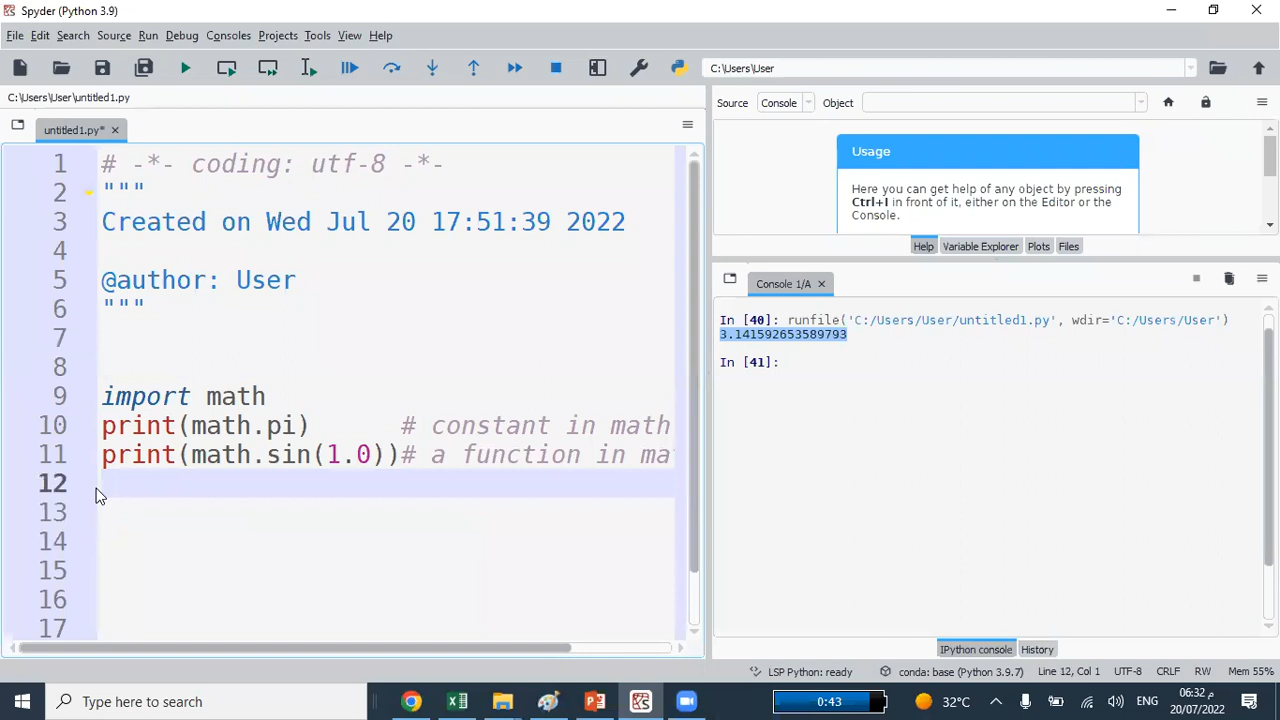 Spyder (Python 3.9)
File Edit Search Source Run Debug Consoles Projects Tools View Help
C:\Users\User
C:\Users\User\untitled1.py
untitled1.py*
1 # -*- coding: utf-8 -*-
2 """
3 Created on Wed Jul 20 17:51:39 2022
4
5 @author: User
6 """
7
8
9 import math
10 print(math.pi) # constant in math
11 print(math.sin(1.0))# a function in ma
12
13
14
15
16
17
Source Console Object
Usage
Here you can get help of any object by pressing
Ctrl+I in front of it, either on the Editor or the
Console.
Help Variable Explorer Plots Files
Console 1/A
In [40]: runfile('C:/Users/User/untitled1.py', wdir='C:/Users/User')
3.141592653589793
In [41]:
IPython console History
LSP Python: ready conda: base (Python 3.9.7) Line 12, Col 1 UTF-8 CRLF RW Mem 55%
Type here to search
0:43
32°C
ENG
06:32 م
20/07/2022